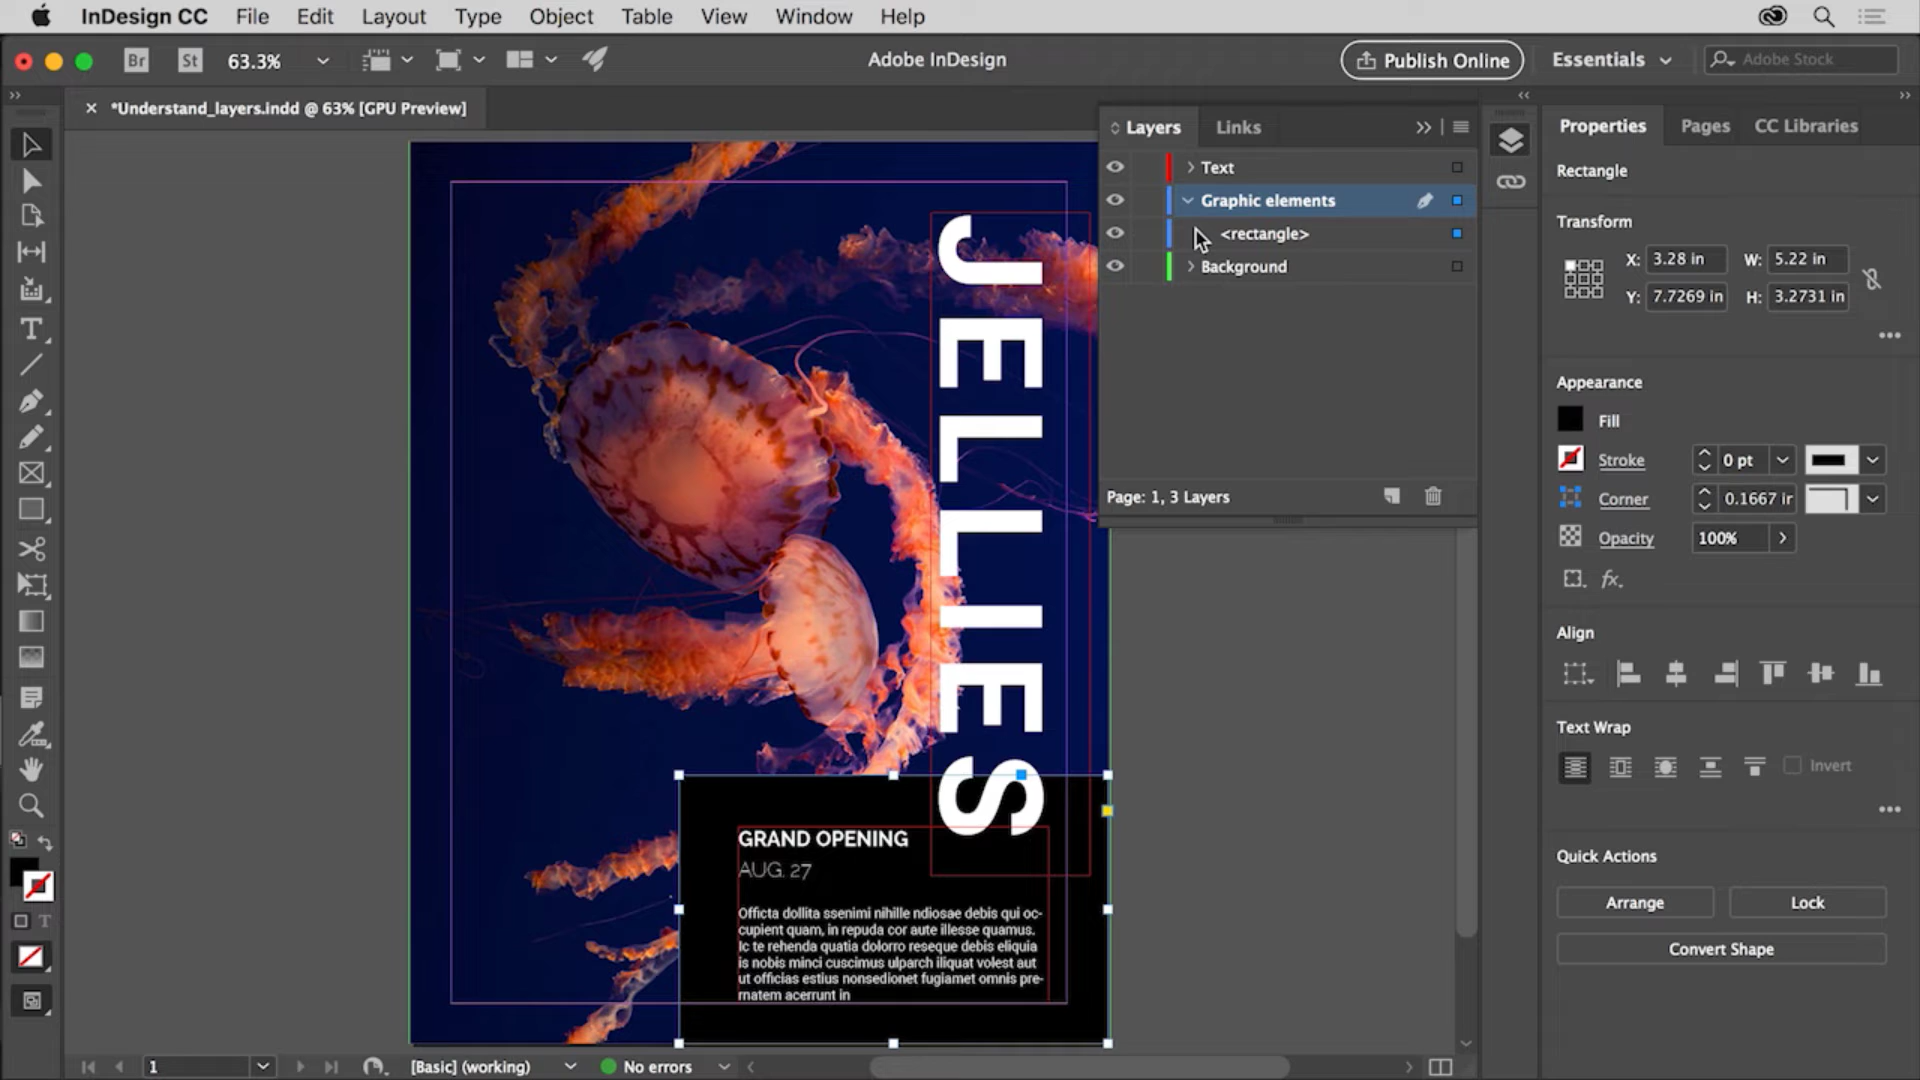 InDesign CC File Edit Layout Type Object Table View Window Help
Br St 63.3% Adobe InDesign Publish Online Essentials Adobe Stock
*Understand_layers.indd @ 63% [GPU Preview]
Layers Links
Text
Graphic elements
<rectangle>
Background
Page: 1, 3 Layers
Properties Pages CC Libraries
Rectangle
Transform
X: 3.28 in W: 5.22 in
Y: 7.7269 in H: 3.2731 in
Appearance
Fill
Stroke 0 pt
Corner 0.1667 ir
Opacity 100%
fx.
Align
Text Wrap
Invert
Quick Actions
Arrange Lock
Convert Shape
JELLIES
GRAND OPENING
AUG. 27
Officta dollita ssenimi nihille ndiosae debis qui oc-
cupient quam, in repuda cor aute illesse quamus.
Ic te rehenda quatia dolorro reseque debis eliquia
is nobis minci cuscimus ulparch iliquat volest aut
ut officias estius nonsedionet fugiamet omnis pre-
rnatem acerrunt in
1 [Basic] (working) No errors